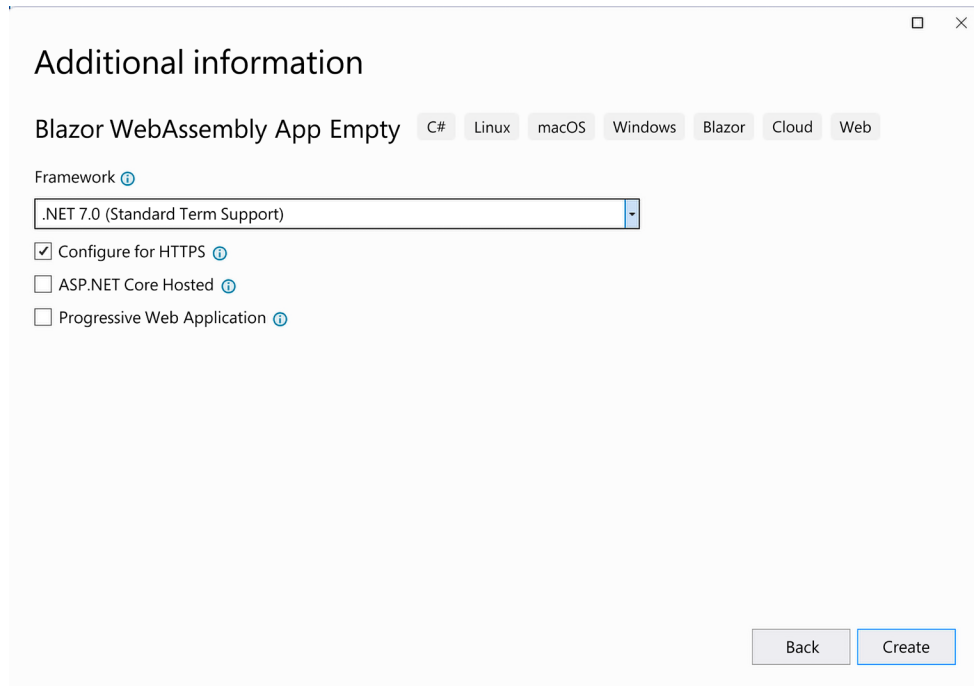 Additional information
Blazor WebAssembly App Empty C# Linux macOS Windows Blazor Cloud Web
Framework
.NET 7.0 (Standard Term Support)
Configure for HTTPS
ASP.NET Core Hosted
Progressive Web Application
Back Create